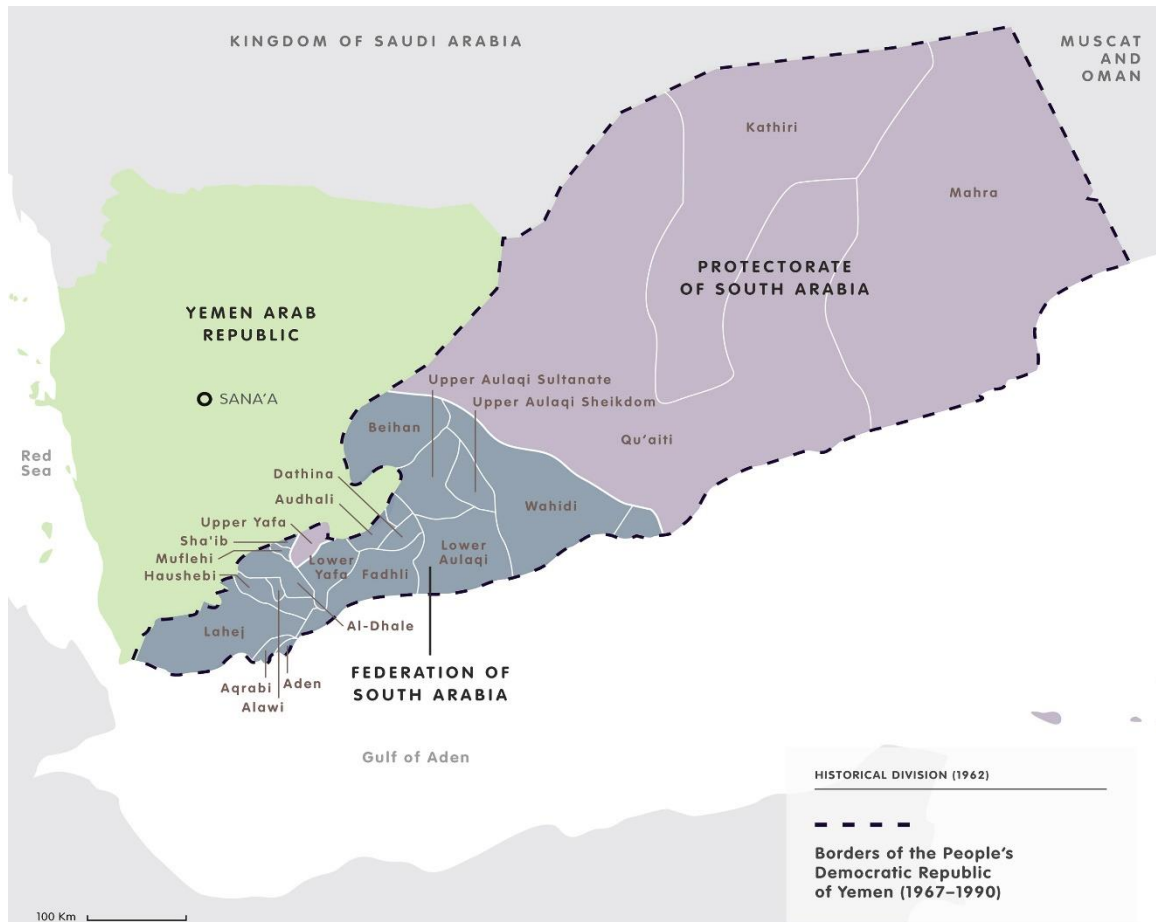 KINGDOM OF SAUDI ARABIA
MUSCAT
AND
OMAN
Kathiri
Mahra
PROTECTORATE
OF SOUTH ARABIA
YEMEN ARAB
REPUBLIC
SANA'A
Upper Aulaqi Sultanate
Upper Aulaqi Sheikdom
Beihan
Qu'aiti
Red
Sea
Dathina
Audhali
Wahidi
Upper Yafa
Sha'ib
Muflehi
Haushebi
Lower
Yafa
Fadhli
Lower
Aulaqi
Lahej
Al-Dhale
Aqrabi
Aden
Alawi
FEDERATION OF
SOUTH ARABIA
Gulf of Aden
HISTORICAL DIVISION (1962)
Borders of the People's
Democratic Republic
of Yemen (1967–1990)
100 Km